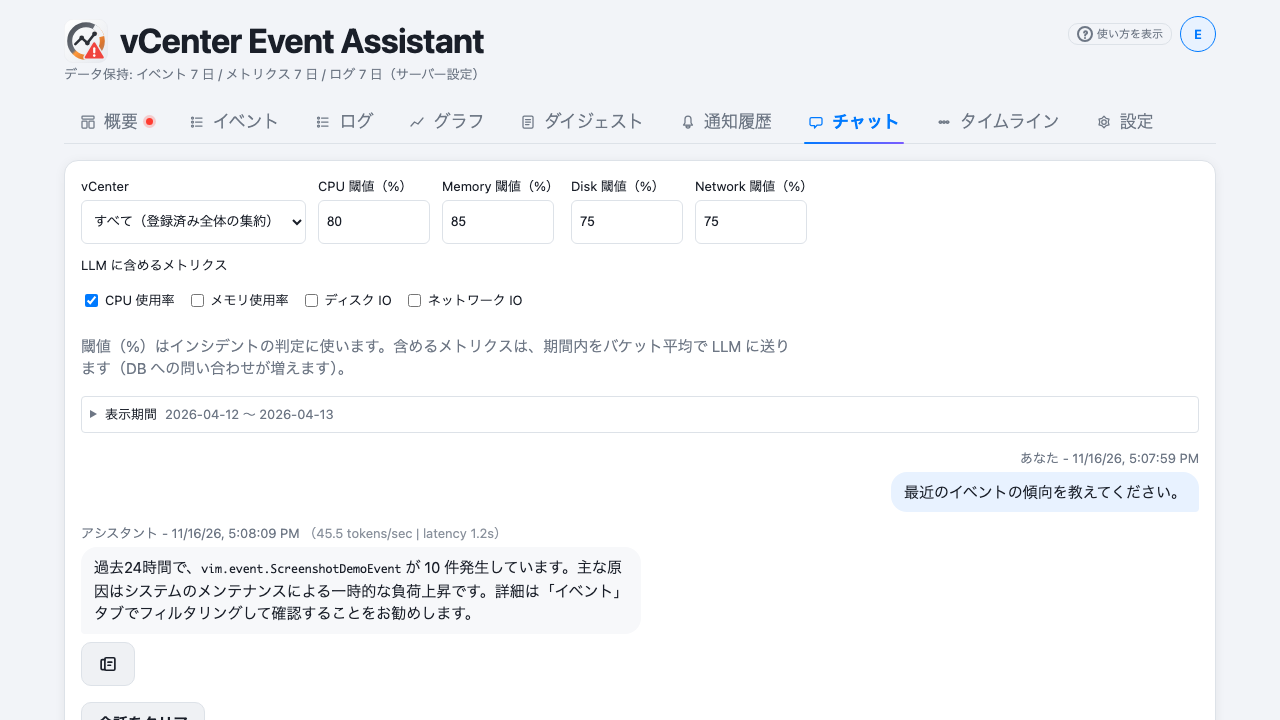 vCenter Event Assistant
使い方を表示
E
データ保持: イベント 7 日 / メトリクス 7 日 / ログ 7 日（サーバー設定）
概要 イベント ログ グラフ ダイジェスト 通知履歴 チャット タイムライン 設定
vCenter CPU 閾値（%） Memory 閾値（%） Disk 閾値（%） Network 閾値（%）
すべて（登録済み全体の集約） 80 85 75 75
LLM に含めるメトリクス
CPU 使用率 メモリ使用率 ディスク IO ネットワーク IO
閾値（%）はインシデントの判定に使います。含めるメトリクスは、期間内をバケット平均で LLM に送り
ます（DB への問い合わせが増えます）。
表示期間 2026-04-12 〜 2026-04-13
あなた - 11/16/26, 5:07:59 PM
最近のイベントの傾向を教えてください。
アシスタント - 11/16/26, 5:08:09 PM （45.5 tokens/sec | latency 1.2s）
過去24時間で、vim.event.ScreenshotDemoEvent が 10 件発生しています。主な原
因はシステムのメンテナンスによる一時的な負荷上昇です。詳細は「イベント」
タブでフィルタリングして確認することをお勧めします。
会話をクリア